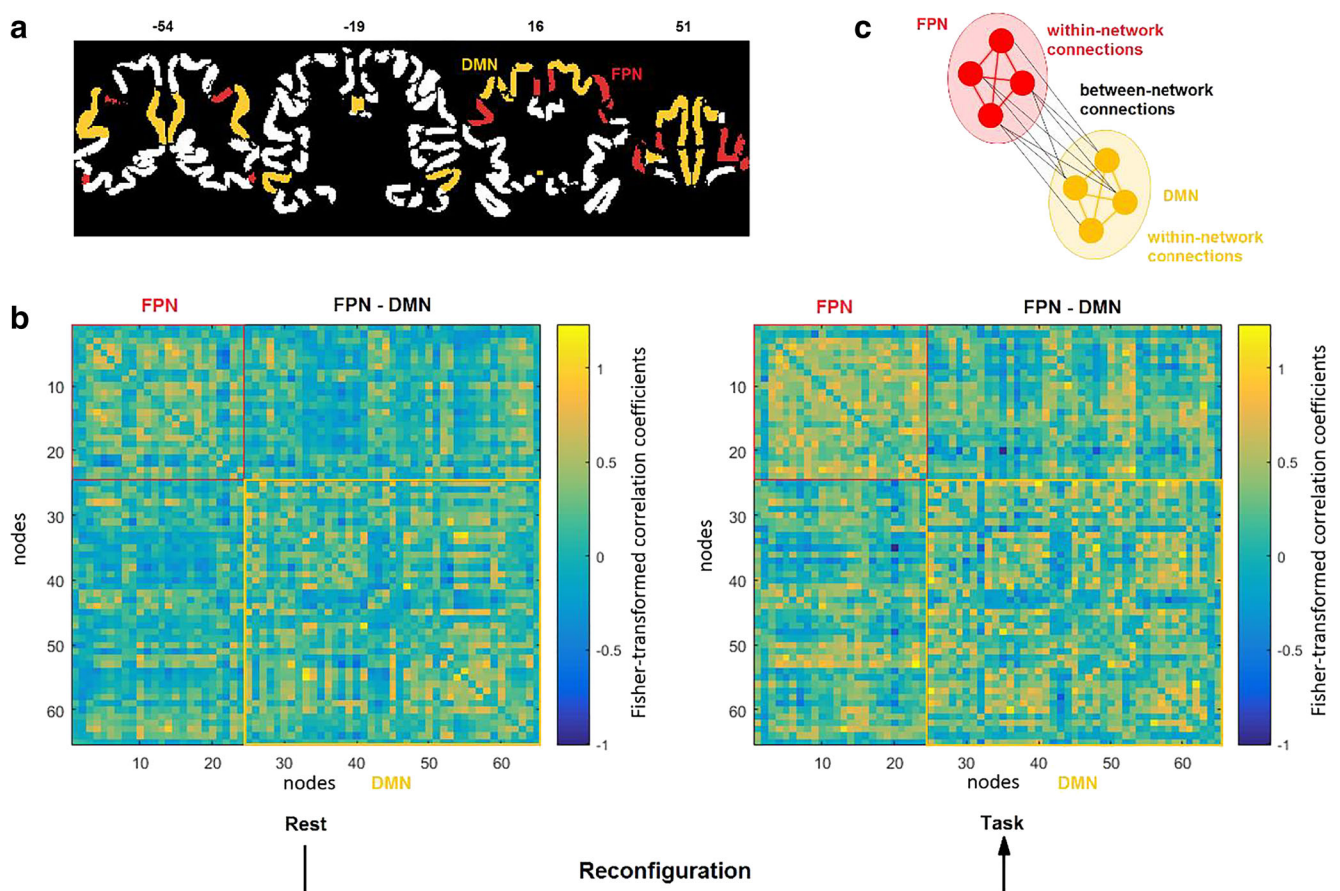 a
-54 -19 16 51
DMN
FPN
c
FPN
within-network
connections
between-network
connections
DMN
within-network
connections
b
FPN
FPN - DMN
10
20
30
40
50
60
nodes
10 20 30 40 50 60
nodes DMN
1
0.5
0
-0.5
-1
Fisher-transformed correlation coefficients
Rest
FPN
FPN - DMN
10
20
30
40
50
60
nodes
10 20 30 40 50 60
nodes DMN
1
0.5
0
-0.5
-1
Fisher-transformed correlation coefficients
Task
Reconfiguration